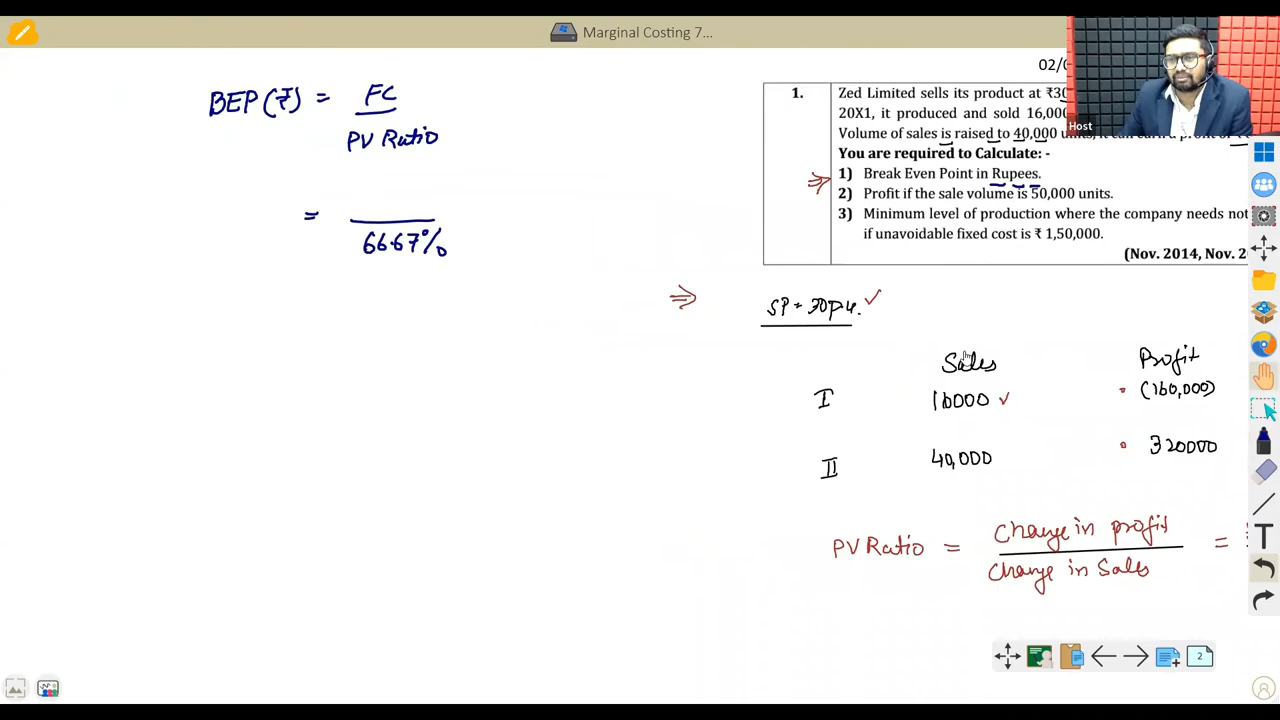 Marginal Costing 7...
02/0
Host
BEP (₹) = FC
PV Ratio
=
66.67%
1. Zed Limited sells its product at ₹30
20X1, it produced and sold 16,000
Volume of sales is raised to 40,000
You are required to Calculate: -
1) Break Even Point in Rupees.
2) Profit if the sale volume is 50,000 units.
3) Minimum level of production where the company needs not
if unavoidable fixed cost is ₹ 1,50,000.
(Nov. 2014, Nov. 2
⇒ SP = 30 p.u. ✓
Sales Profit
I 16000 ✓ (160,000)
II 40,000 320000
PV Ratio = Change in profit =
Change in Sales
T
2